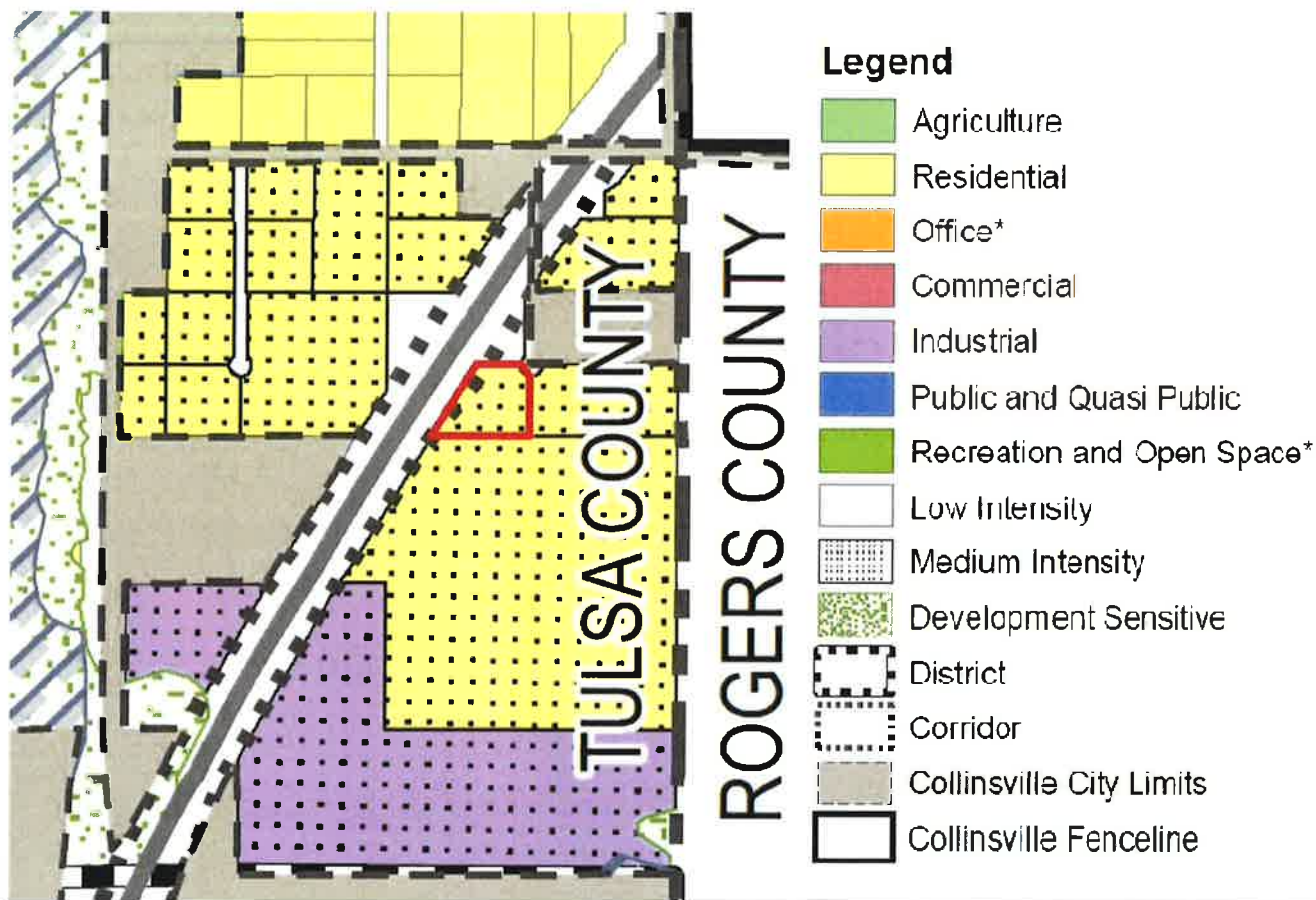 TULSA COUNTY
ROGERS COUNTY
Legend
Agriculture
Residential
Office*
Commercial
Industrial
Public and Quasi Public
Recreation and Open Space*
Low Intensity
Medium Intensity
Development Sensitive
District
Corridor
Collinsville City Limits
Collinsville Fenceline